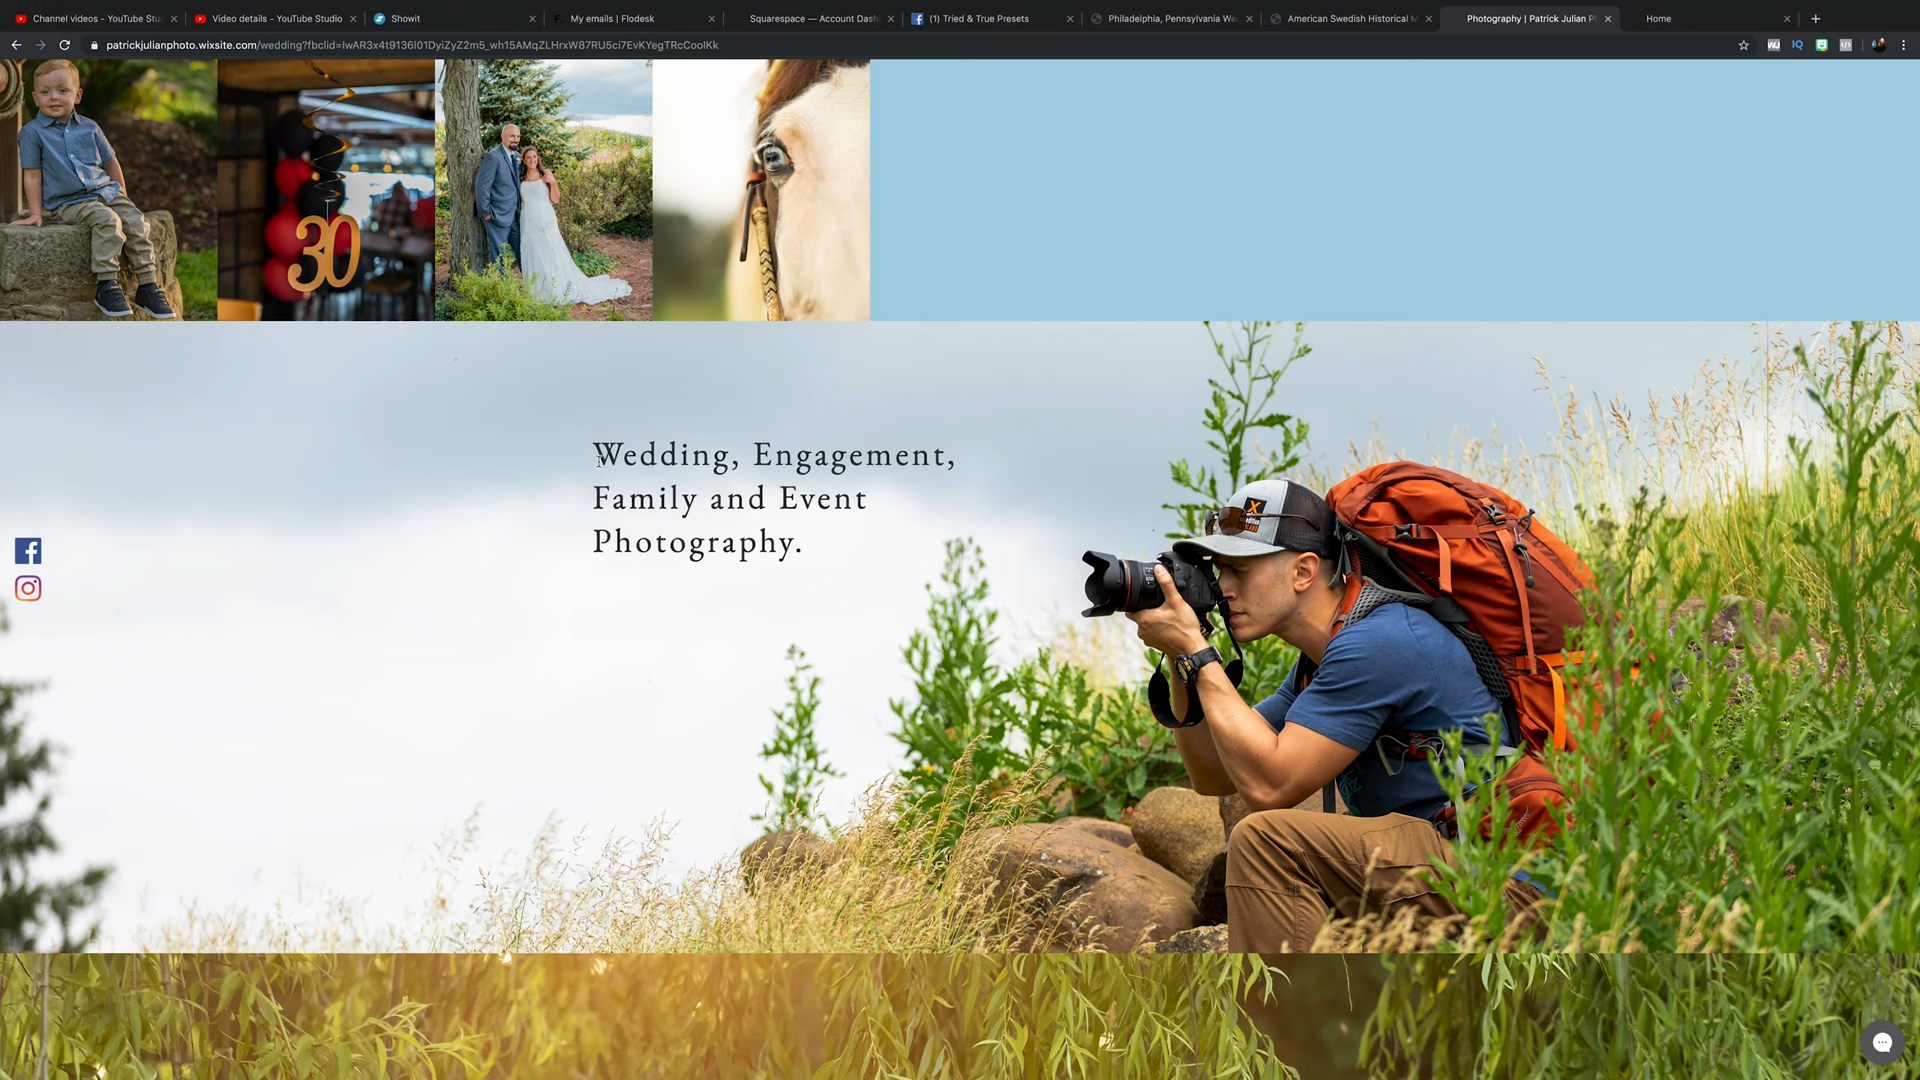 Channel videos - YouTube Stu
Video details - YouTube Studio
Showit
My emails | Flodesk
Squarespace — Account Dash
(1) Tried & True Presets
Philadelphia, Pennsylvania We
American Swedish Historical M
Photography | Patrick Julian P
Home
patrickjulianphoto.wixsite.com/wedding?fbclid=IwAR3x4t9136l01DyiZyZ2m5_wh15AMqZLHrxW87RU5ci7EvKYegTRcCoolKk
30
Wedding, Engagement,
Family and Event
Photography.